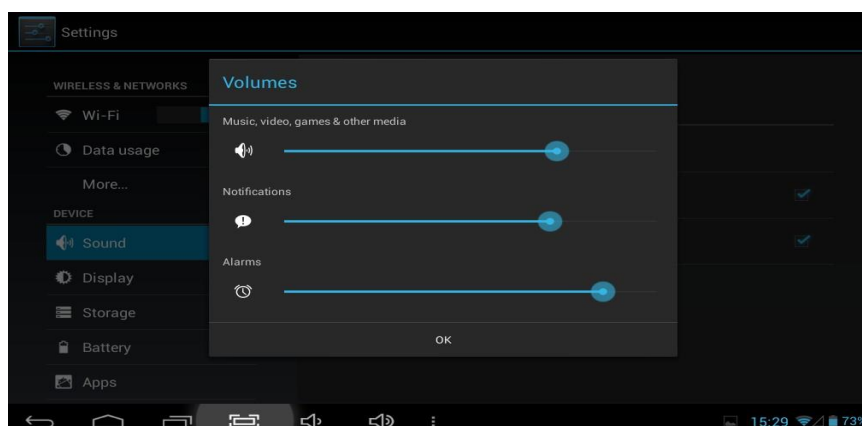 Settings
WIRELESS & NETWORKS
Wi-Fi
Data usage
More...
DEVICE
Sound
Display
Storage
Battery
Apps
Volumes
Music, video, games & other media
Notifications
Alarms
OK
15:29
73%